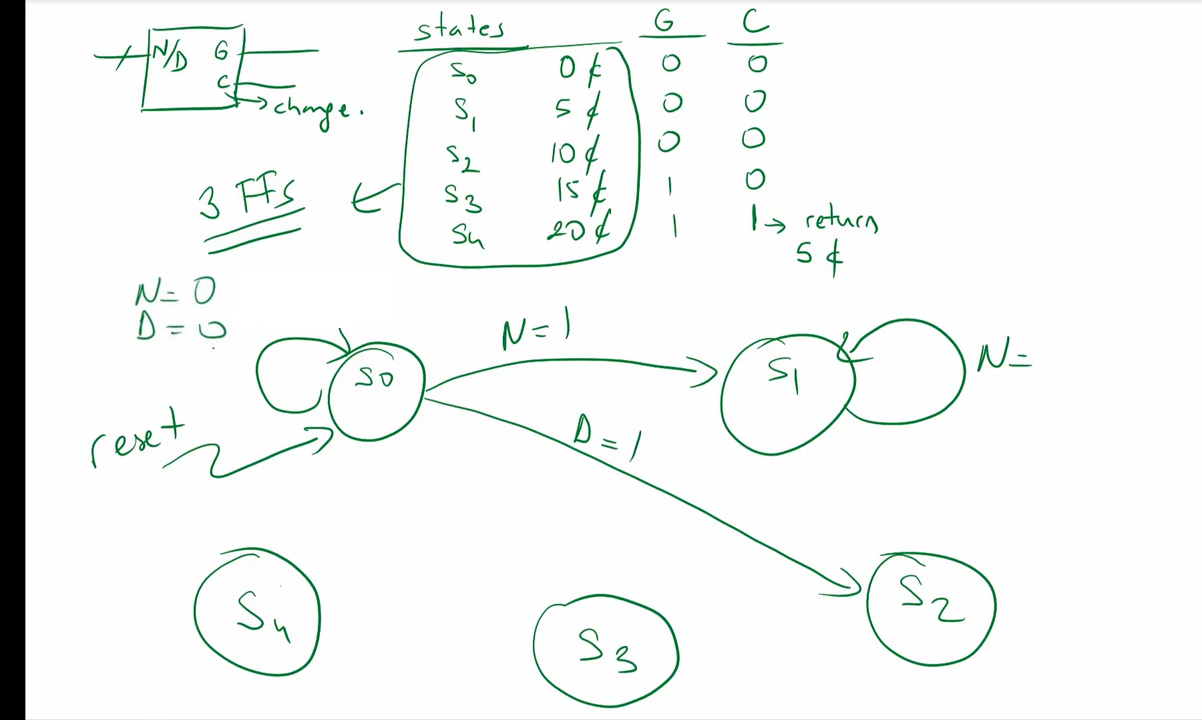 states G C
N/D G
C
change.
S0 0¢ 0 0
S1 5¢ 0 0
S2 10¢ 0 0
S3 15¢ 1 0
S4 20¢ 1 1 → return
5¢
3 FFs
N=0
D=0
N=1
S0
S1
N=
D=1
reset
S4
S3
S2